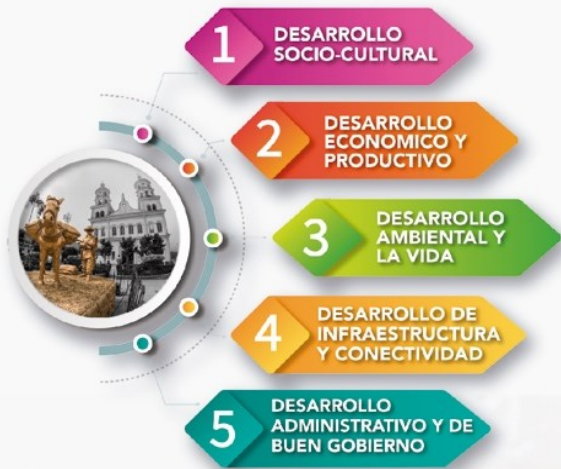 1
DESARROLLO
SOCIO-CULTURAL
2
DESARROLLO
ECONOMICO Y
PRODUCTIVO
3
DESARROLLO
AMBIENTAL Y
LA VIDA
4
DESARROLLO DE
INFRAESTRUCTURA
Y CONECTIVIDAD
5
DESARROLLO
ADMINISTRATIVO Y DE
BUEN GOBIERNO